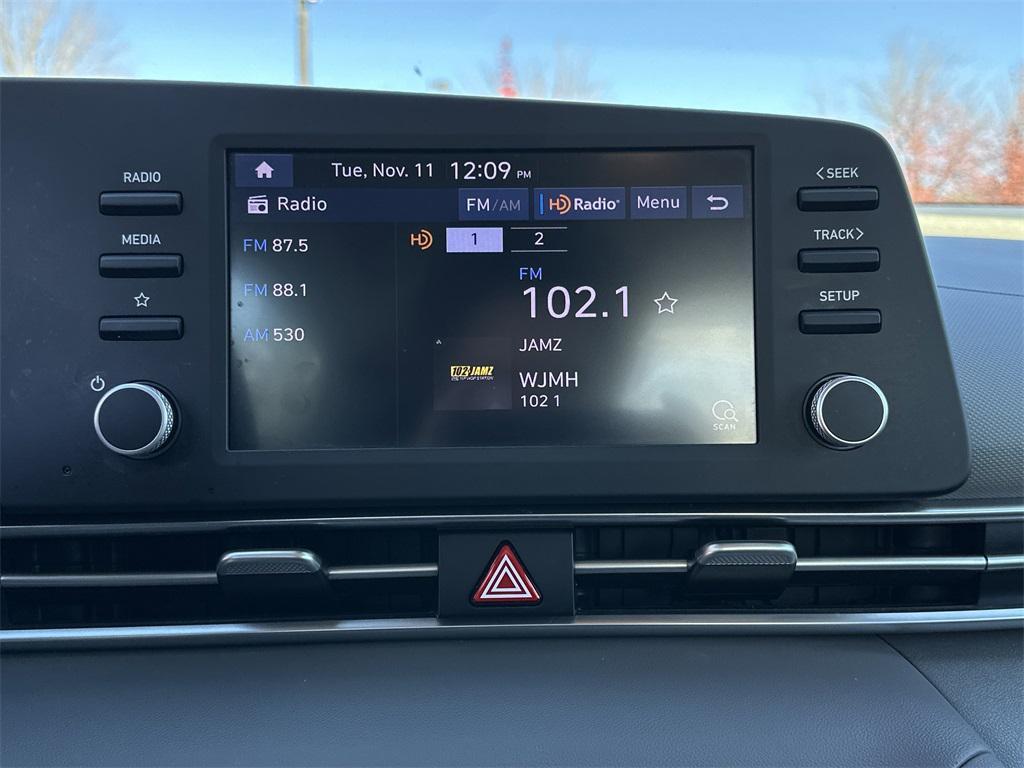 RADIO
MEDIA
Tue, Nov. 11 12:09 PM
Radio FM/AM HD Radio Menu
FM 87.5
FM 88.1
AM 530
HD 1 2
FM
102.1
JAMZ
102 JAMZ
WJMH
102 1
SCAN
<SEEK
TRACK>
SETUP